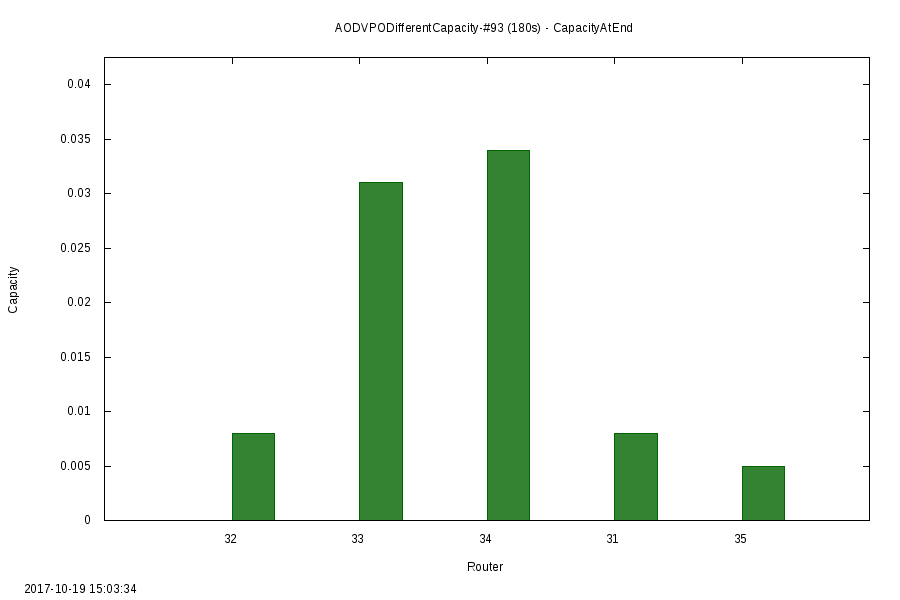 AODVPODifferentCapacity-#93 (180s) - CapacityAtEnd
0.04
0.035
0.03
0.025
0.02
0.015
0.01
0.005
0
Capacity
32 33 34 31 35
Router
2017-10-19 15:03:34